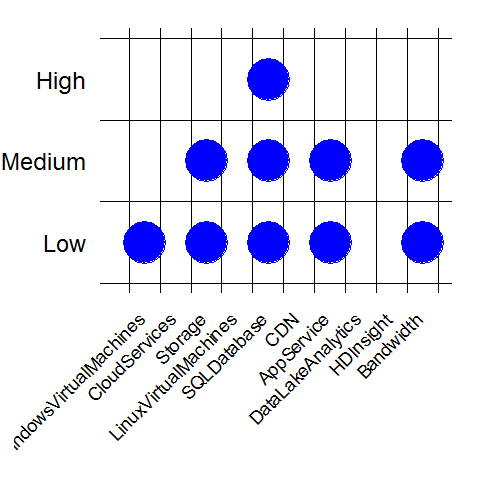 High
Medium
Low
ndowsVirtualMachines
CloudServices
Storage
LinuxVirtualMachines
SQLDatabase
CDN
AppService
DataLakeAnalytics
HDInsight
Bandwidth